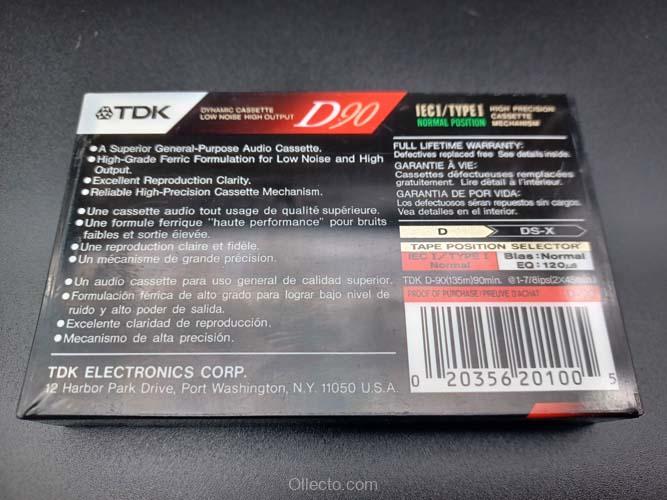 TDK
DYNAMIC CASSETTE
LOW NOISE HIGH OUTPUT
D90
IEC I/TYPE I
NORMAL POSITION
HIGH PRECISION
CASSETTE
MECHANISM
●A Superior General-Purpose Audio Cassette.
●High-Grade Ferric Formulation for Low Noise and High
Output.
●Excellent Reproduction Clarity.
●Reliable High-Precision Cassette Mechanism.
●Une cassette audio tout usage de qualité supérieure.
●Une formule ferrique "haute performance" pour bruits
faibles et sortie élevée.
●Une reproduction claire et fidèle.
●Un mécanisme de grande précision.
●Un audio cassette para uso general de calidad superior.
●Formulación férrica de alto grado para lograr bajo nivel de
ruido y alto poder de salida.
●Excelente claridad de reproducción.
●Mecanismo de alta precisión.
TDK ELECTRONICS CORP.
12 Harbor Park Drive, Port Washington, N.Y. 11050 U.S.A.
FULL LIFETIME WARRANTY:
Defectives replaced free. See details inside.
GARANTIE À VIE:
Cassettes défectueuses remplacées
gratuitement. Lire détail à l'intérieur.
GARANTIA DE POR VIDA:
Los defectuosos serán repuestos sin cargos.
Vea detalles en el interior.
D DS-X
TAPE POSITION SELECTOR
IEC I/TYPE I
Normal
Bias: Normal
EQ: 120μs
TDK D-90(135m)90min. @1-7/8ips(2X45min.)
PROOF OF PURCHASE/PREUVE D'ACHAT
0 20356 20100 5
Ollecto.com